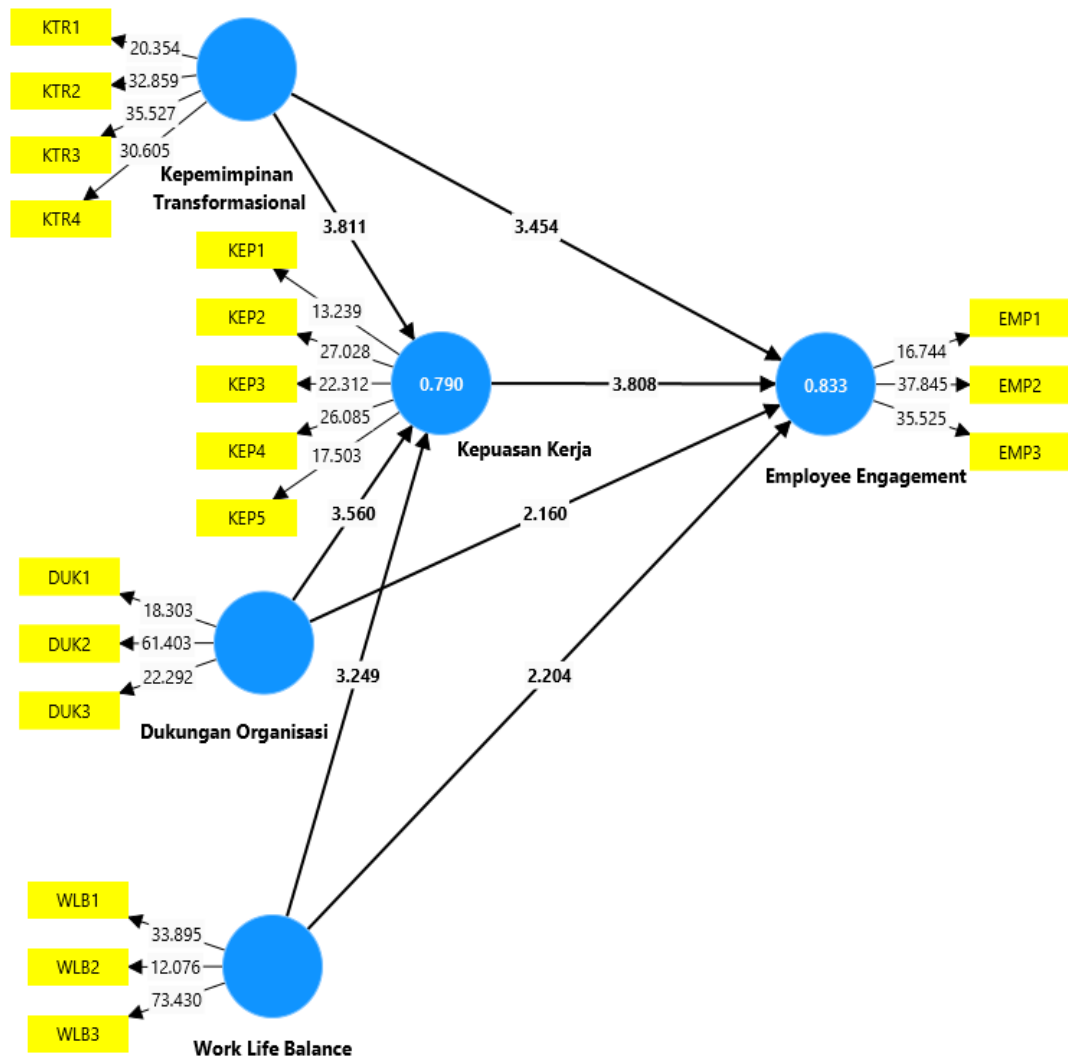 KTR1
20.354
KTR2
32.859
KTR3
35.527
KTR4
30.605
Kepemimpinan
Transformasional
3.811
3.454
KEP1
13.239
KEP2
27.028
KEP3
22.312
KEP4
26.085
KEP5
17.503
0.790
Kepuasan Kerja
3.808
0.833
Employee Engagement
EMP1
16.744
EMP2
37.845
EMP3
35.525
3.560
2.160
DUK1
18.303
DUK2
61.403
DUK3
22.292
Dukungan Organisasi
3.249
2.204
WLB1
33.895
WLB2
12.076
WLB3
73.430
Work Life Balance